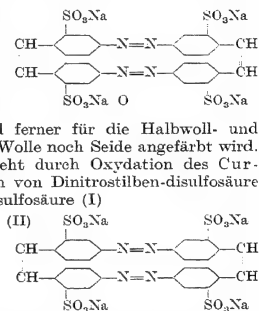 SO₃Na SO₃Na
CH— —N=N— —CH
CH— —N=N— —CH
SO₃Na O SO₃Na
l ferner für die Halbwoll- und
Wolle noch Seide angefärbt wird.
eht durch Oxydation des Cur-
n von Dinitrostilben-disulfosäure
sulfosäure (I)
(II) SO₃Na SO₃Na
CH— —N=N— —CH
CH— —N=N— —CH
SO₃Na SO₃Na